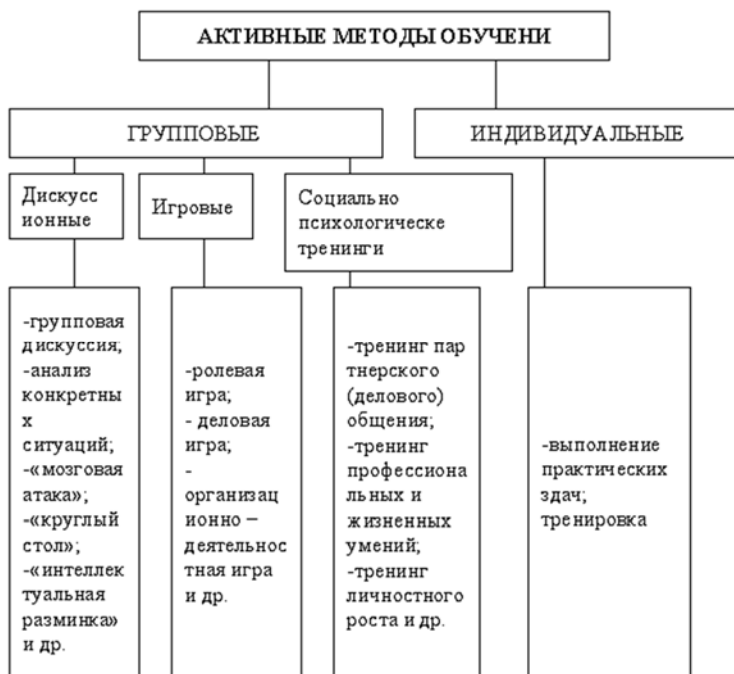 АКТИВНЫЕ МЕТОДЫ ОБУЧЕНИ
ГРУППОВЫЕ
ИНДИВИДУАЛЬНЫЕ
Дискусс
ионные
Игровые
Социально
психологическе
тренинги
-групповая
дискуссия;
-анализ
конкретны
х
ситуаций;
-«мозговая
атака»;
-«круглый
стол»;
-«интеллек
туальная
разминка»
и др.
-ролевая
игра;
- деловая
игра;
-
организац
ионно –
деятельнос
тная игра
и др.
-тренинг пар
тнерского
(делового)
общения;
-тренинг
профессиона
льных и
жизненных
умений;
-тренинг
личностного
роста и др.
-выполнение
практических
здач;
тренировка